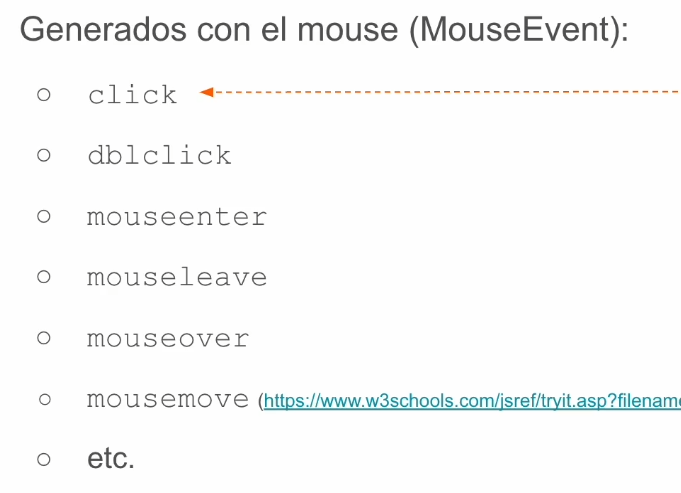 Generados con el mouse (MouseEvent):
○ click
○ dblclick
○ mouseenter
○ mouseleave
○ mouseover
○ mousemove (https://www.w3schools.com/jsref/tryit.asp?filename
○ etc.